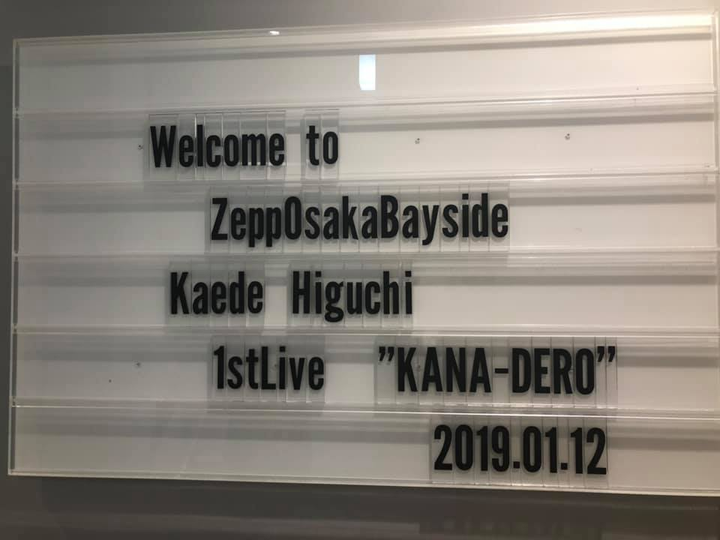 Welcome to
ZeppOsakaBayside
Kaede Higuchi
1stLive ”KANA-DERO”
2019.01.12